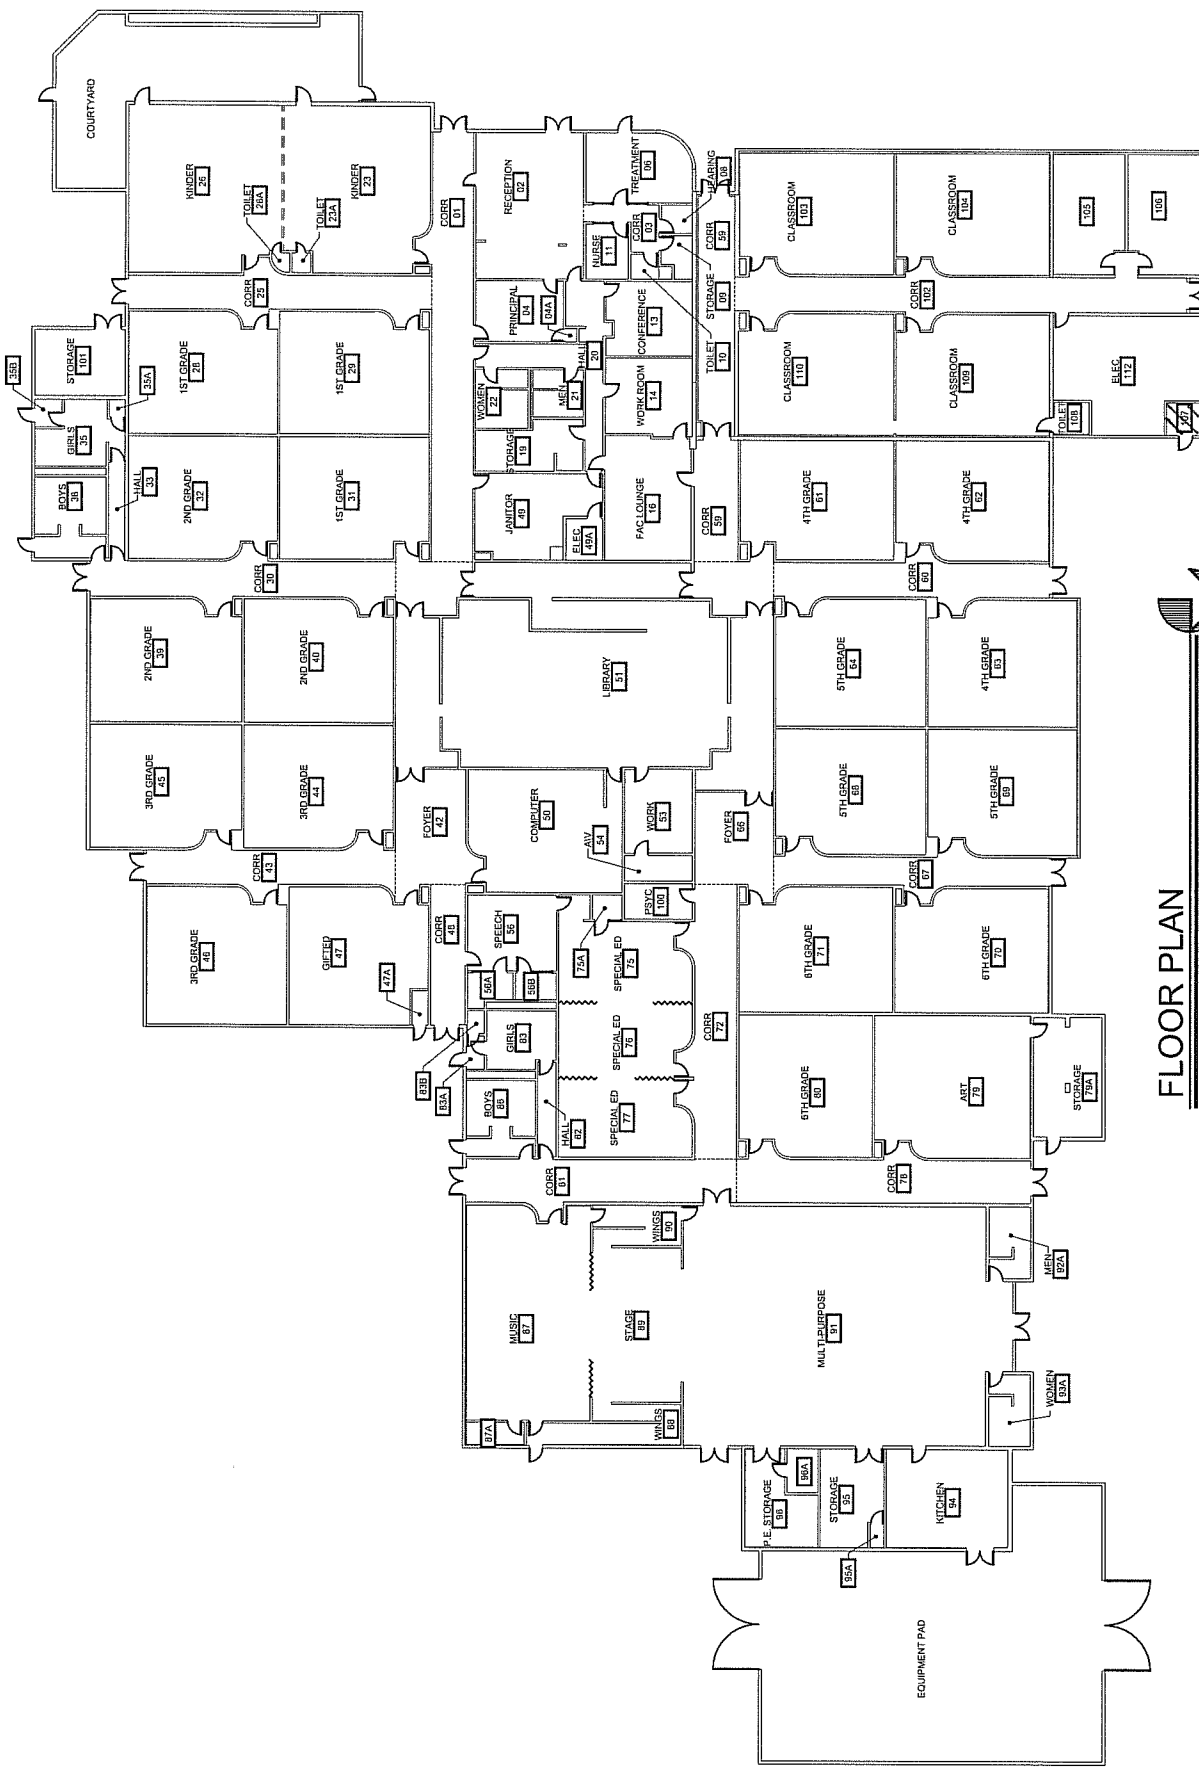 COURTYARD
KINDER
26
TOILET
26A
TOILET
23A
KINDER
23
CORR
25
STORAGE
101
35B
35A
GIRLS
35
BOYS
HALL
33
1ST GRADE
28
1ST GRADE
29
2ND GRADE
32
1ST GRADE
31
CORR
01
RECEPTION
02
TREATMENT
06
NURSE
11
CORR
03
HEARING
08
STORAGE
09
TOILET
10
PRINCIPAL
04
04A
CONFERENCE
13
HALL
20
WOMEN
22
MEN
21
WORK ROOM
14
STORAGE
19
JANITOR
49
ELEC
49A
FAC LOUNGE
16
CORR
59
CORR
59
CLASSROOM
103
CLASSROOM
104
105
106
CORR
102
CLASSROOM
110
CLASSROOM
109
ELEC
112
TOILET
108
107
4TH GRADE
61
4TH GRADE
62
CORR
30
CORR
60
2ND GRADE
39
2ND GRADE
40
3RD GRADE
45
3RD GRADE
44
LIBRARY
51
5TH GRADE
64
4TH GRADE
63
5TH GRADE
68
5TH GRADE
69
FOYER
42
COMPUTER
50
WORK
53
A/V
54
FOYER
66
CORR
43
CORR
67
3RD GRADE
46
GIFTED
47
47A
CORR
48
SPEECH
56
56A
56B
75A
PSYC
100
SPECIAL ED
75
SPECIAL ED
76
SPECIAL ED
77
CORR
72
6TH GRADE
71
6TH GRADE
70
83B
83A
GIRLS
83
BOYS
86
HALL
82
6TH GRADE
80
ART
79
STORAGE
79A
CORR
81
CORR
78
MUSIC
87
87A
STAGE
89
WINGS
90
WINGS
88
MULTI-PURPOSE
91
MEN
92A
WOMEN
93A
P.E. STORAGE
96
96A
STORAGE
95
95A
KITCHEN
94
EQUIPMENT PAD
FLOOR PLAN